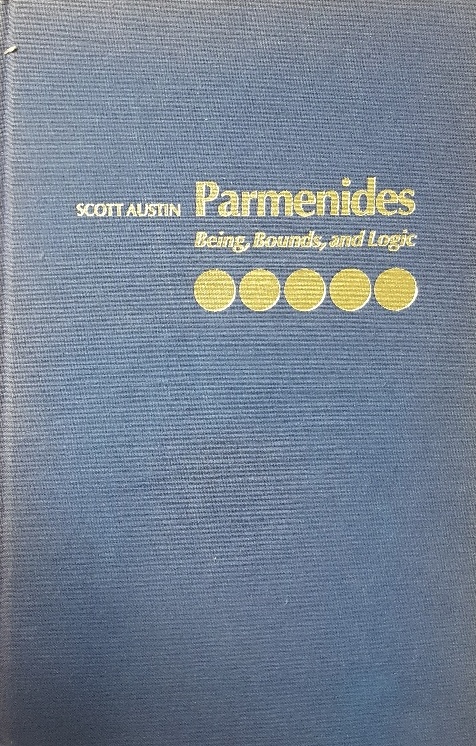 SCOTT AUSTIN Parmenides
Being, Bounds, and Logic